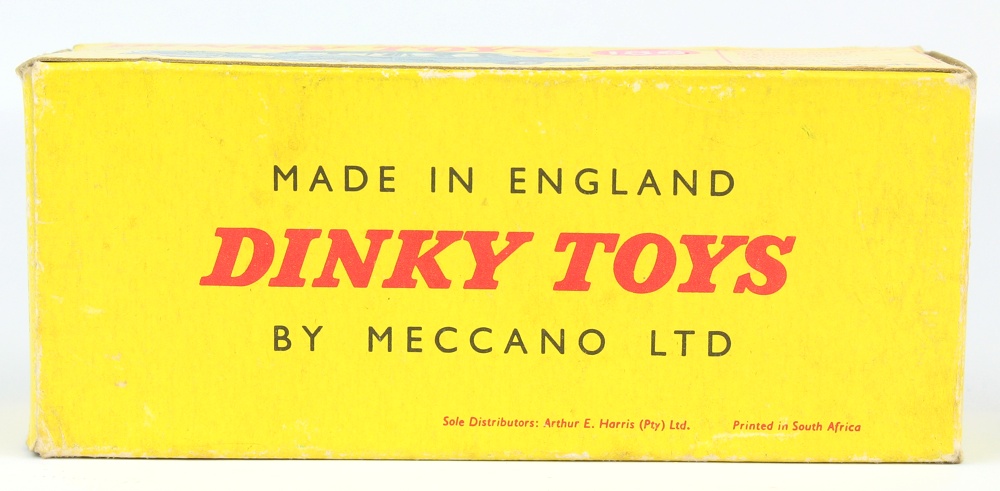 MADE IN ENGLAND
DINKY TOYS
BY MECCANO LTD
Sole Distributors: Arthur E. Harris (Pty) Ltd. Printed in South Africa